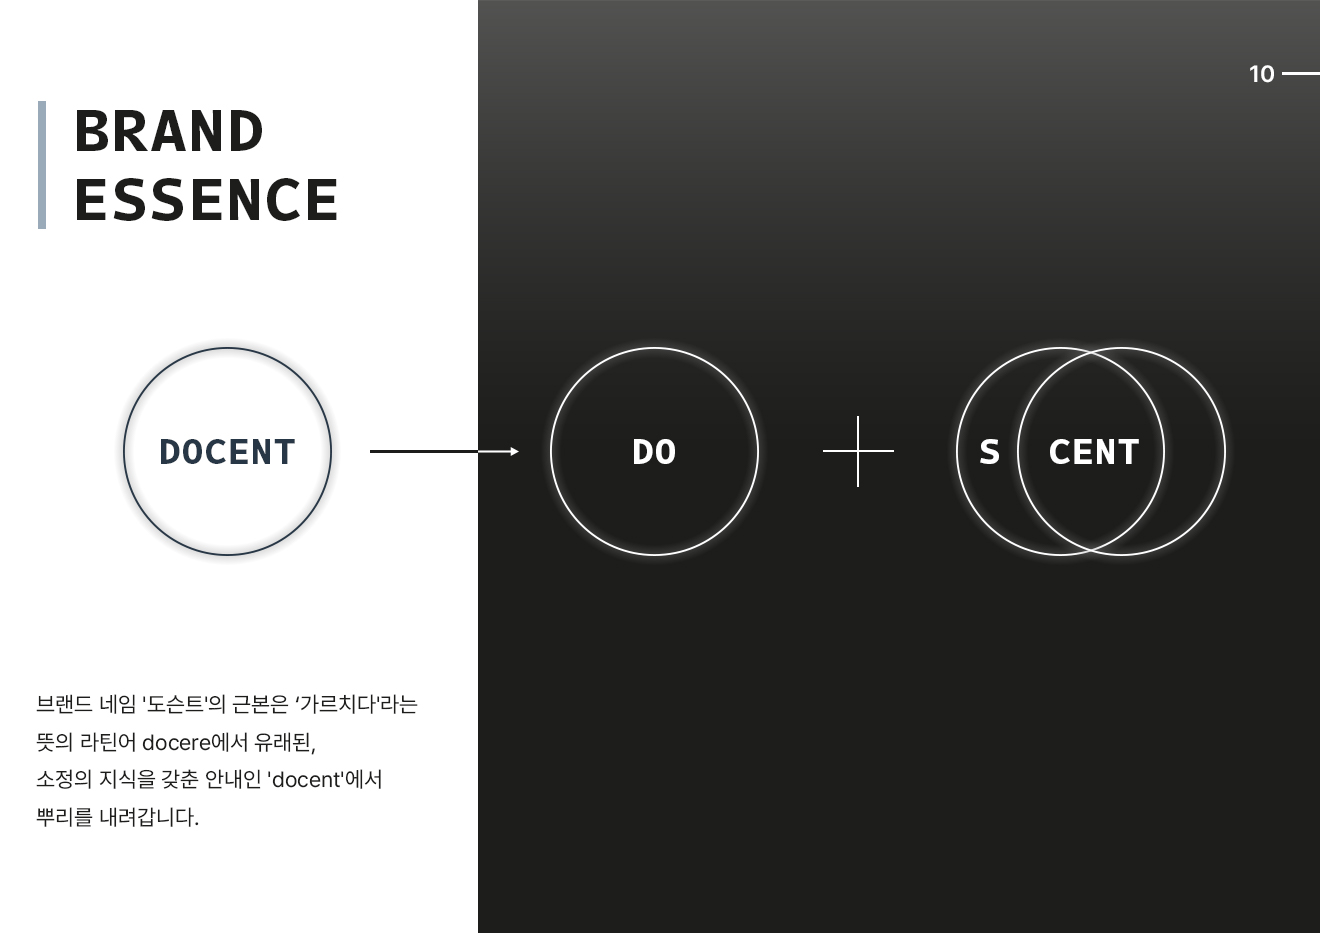 10
BRAND
ESSENCE
DOCENT
DO
S CENT
브랜드 네임 '도슨트'의 근본은 ‘가르치다'라는
뜻의 라틴어 docere에서 유래된,
소정의 지식을 갖춘 안내인 'docent'에서
뿌리를 내려갑니다.